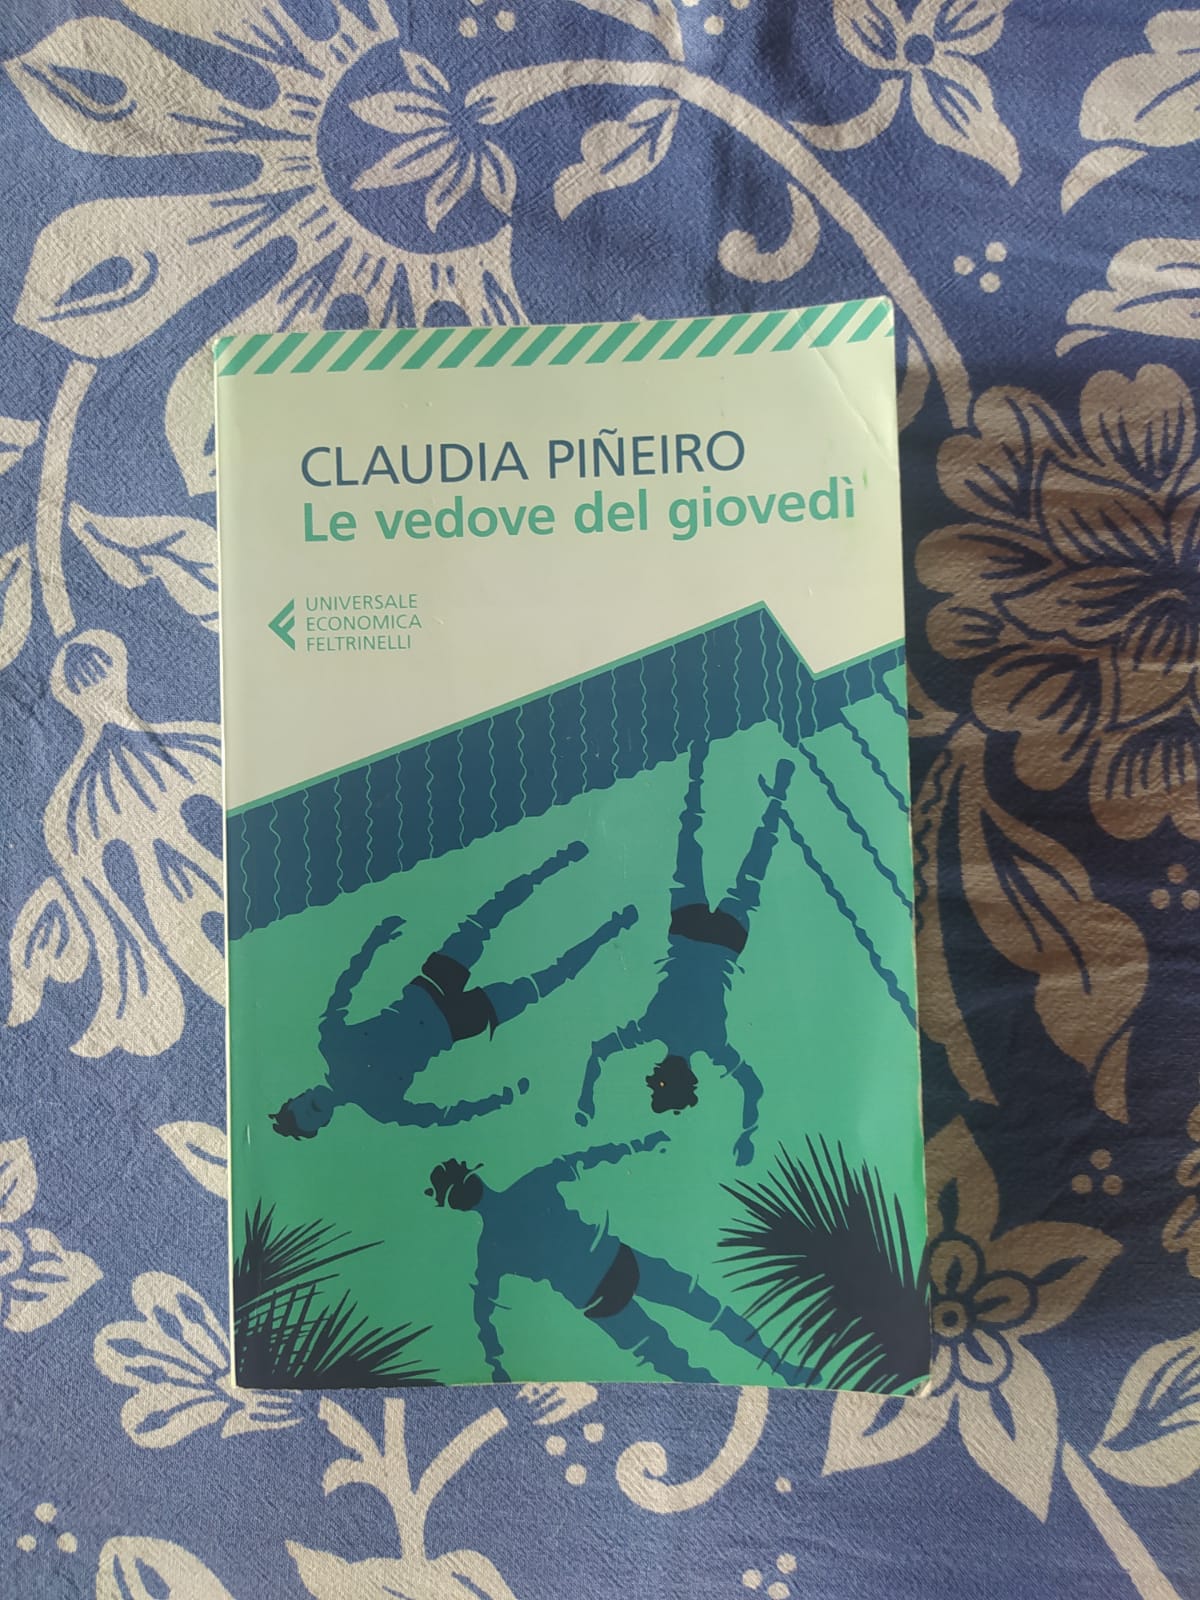 CLAUDIA PIÑEIRO
Le vedove del giovedì
UNIVERSALE
ECONOMICA
FELTRINELLI